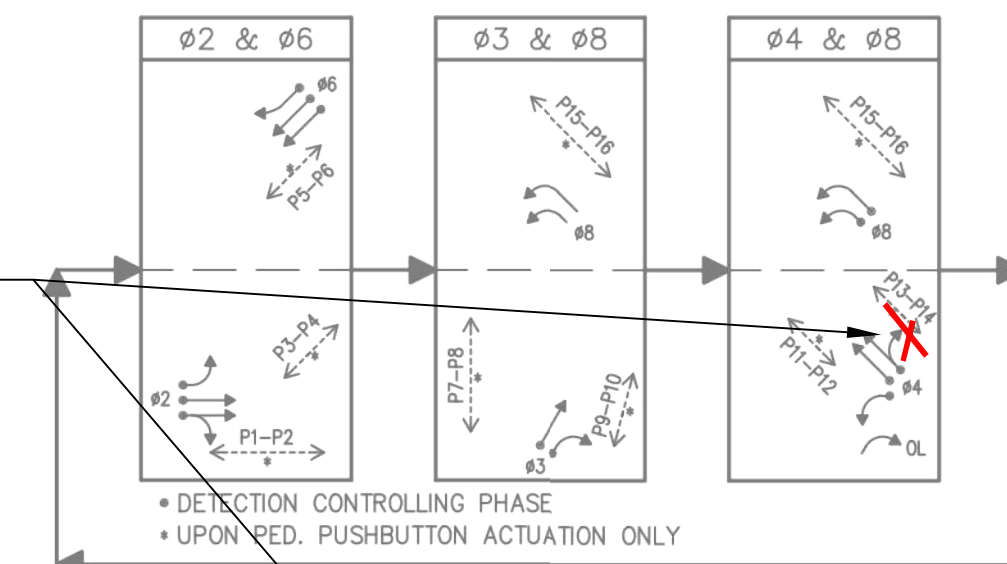 ø2 & ø6
ø3 & ø8
ø4 & ø8
ø6
P5-P6
*
P3-P4
*
ø2
P1-P2
*
P15-P16
*
ø8
P7-P8
*
P9-P10
*
ø3
P15-P16
*
ø8
P13-P14
*
P11-P12
*
ø4
OL
• DETECTION CONTROLLING PHASE
* UPON PED. PUSHBUTTON ACTUATION ONLY